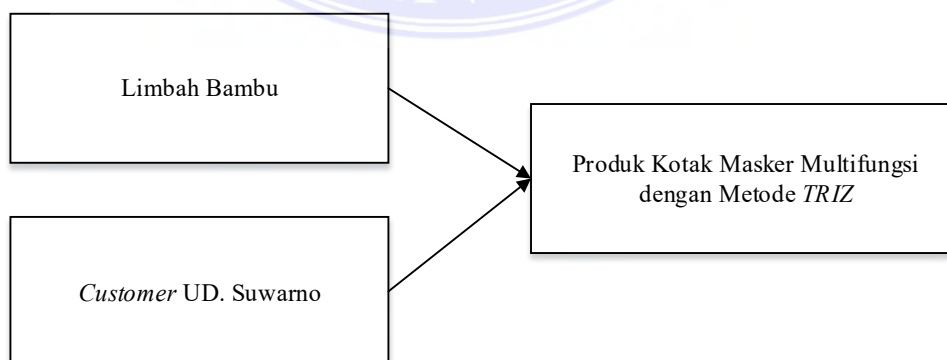 Limbah Bambu
Produk Kotak Masker Multifungsi
dengan Metode TRIZ
Customer UD. Suwarno